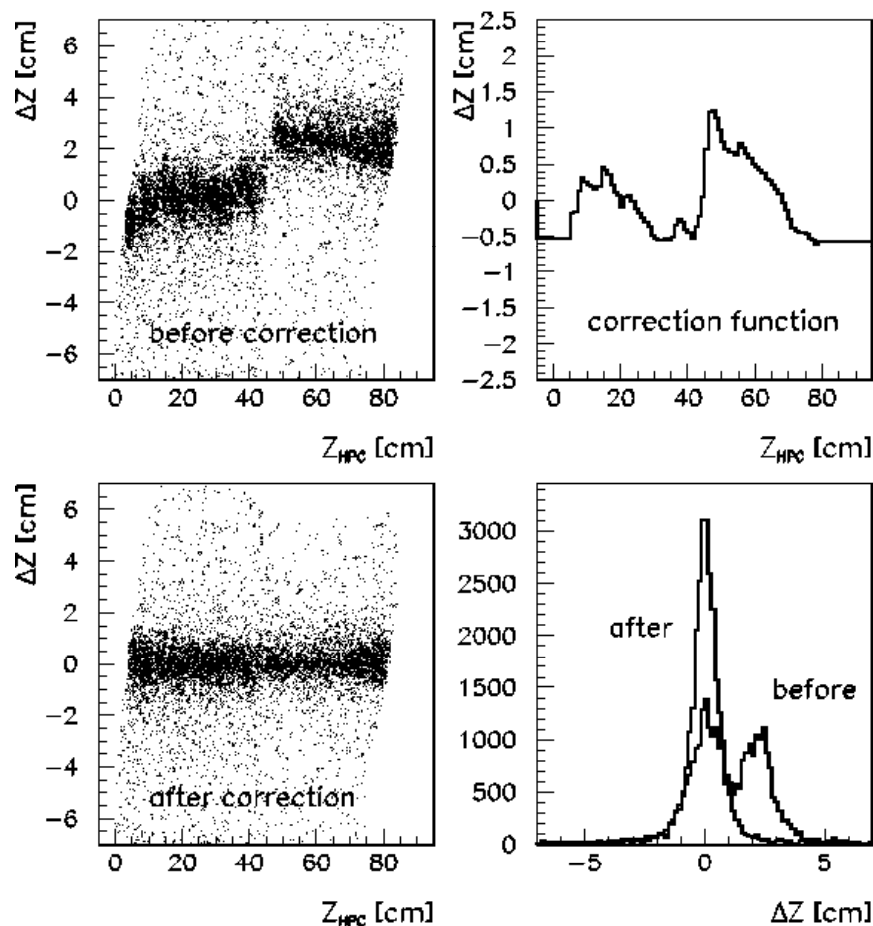 ΔZ [cm]
6
4
2
0
−2
−4
−6
before correction
0 20 40 60 80
Z_HPC [cm]
ΔZ [cm]
2.5
2
1.5
1
0.5
0
−0.5
−1
−1.5
−2
−2.5
correction function
0 20 40 60 80
Z_HPC [cm]
ΔZ [cm]
6
4
2
0
−2
−4
−6
after correction
0 20 40 60 80
Z_HPC [cm]
3000
2500
2000
1500
1000
500
0
after
before
−5 0 5
ΔZ [cm]